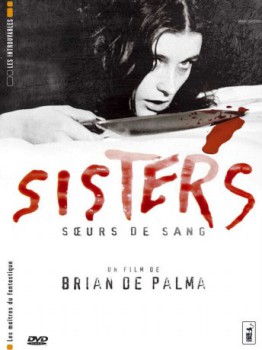 LES INTROUVABLES
SISTERS
SŒURS DE SANG
UN FILM DE
BRIAN DE PALMA
Les maîtres du fantastique
DVD